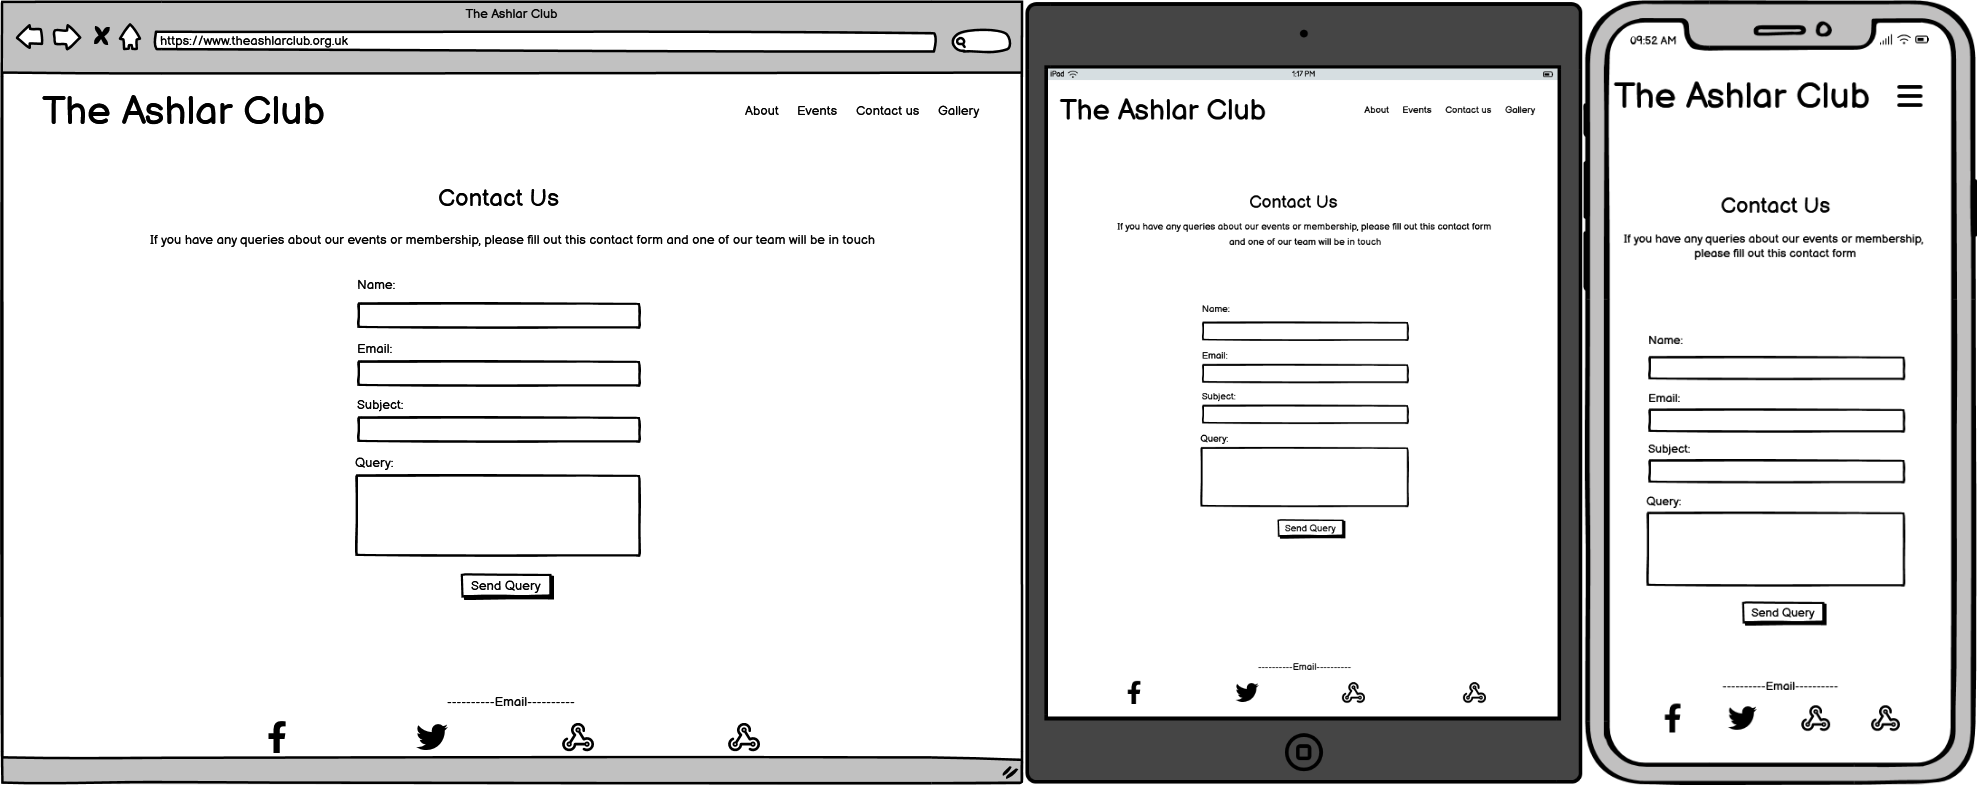 The Ashlar Club
https://www.theashlarclub.org.uk
The Ashlar Club
About Events Contact us Gallery
Contact Us
If you have any queries about our events or membership, please fill out this contact form and one of our team will be in touch
Name:
Email:
Subject:
Query:
Send Query
----------Email----------
iPad
1:17 PM
The Ashlar Club
About Events Contact us Gallery
Contact Us
If you have any queries about our events or membership, please fill out this contact form
and one of our team will be in touch
Name:
Email:
Subject:
Query:
Send Query
----------Email----------
09:52 AM
The Ashlar Club
Contact Us
If you have any queries about our events or membership,
please fill out this contact form
Name:
Email:
Subject:
Query:
Send Query
----------Email----------